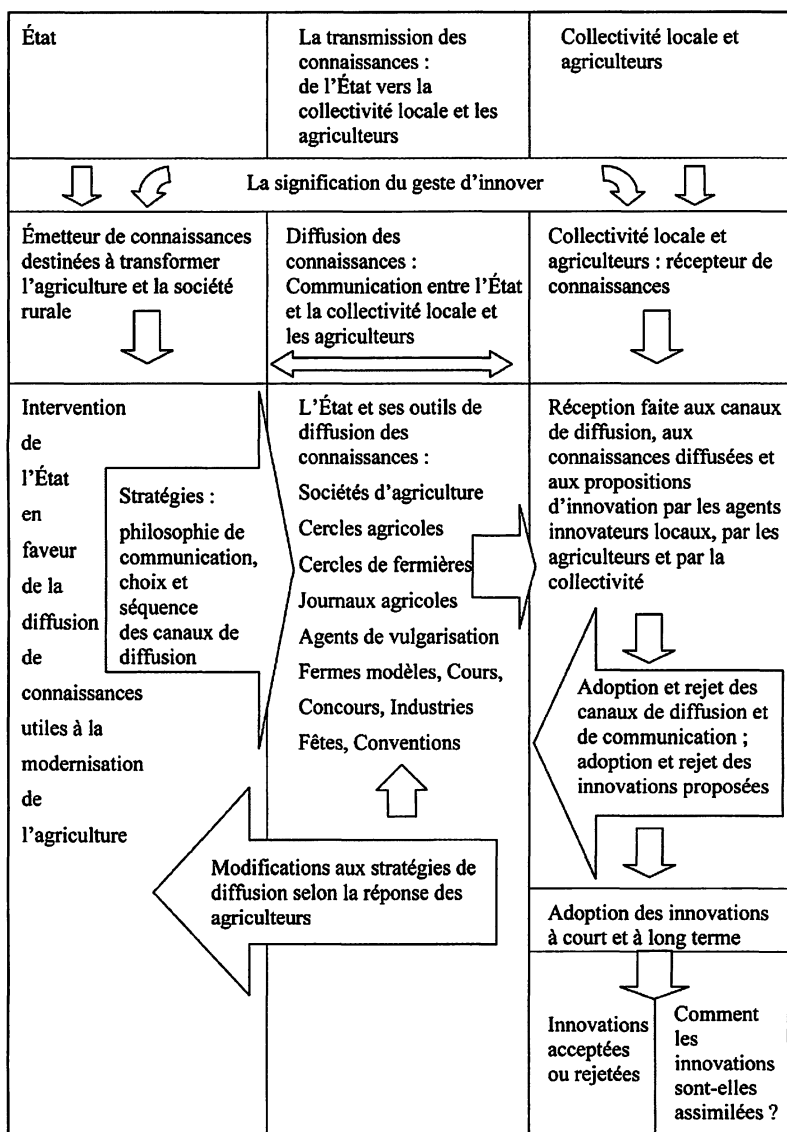 État
La transmission des
connaissances :
de l'État vers la
collectivité locale et les
agriculteurs
Collectivité locale et
agriculteurs
La signification du geste d'innover
Émetteur de connaissances
destinées à transformer
l'agriculture et la société
rurale
Diffusion des
connaissances :
Communication entre l'État
et la collectivité locale et
les agriculteurs
Collectivité locale et
agriculteurs : récepteur de
connaissances
Intervention
de
l'État
en
faveur
de la
diffusion
de
connaissances
utiles à la
modernisation
de
l'agriculture
Stratégies :
philosophie de
communication,
choix et
séquence
des canaux de
diffusion
L'État et ses outils de
diffusion des
connaissances :
Sociétés d'agriculture
Cercles agricoles
Cercles de fermières
Journaux agricoles
Agents de vulgarisation
Fermes modèles, Cours,
Concours, Industries
Fêtes, Conventions
Réception faite aux canaux
de diffusion, aux
connaissances diffusées et
aux propositions
d'innovation par les agents
innovateurs locaux, par les
agriculteurs et par la
collectivité
Adoption et rejet des
canaux de diffusion et
de communication ;
adoption et rejet des
innovations proposées
Modifications aux stratégies de
diffusion selon la réponse des
agriculteurs
Adoption des innovations
à court et à long terme
Innovations
acceptées
ou rejetées
Comment
les
innovations
sont-elles
assimilées ?